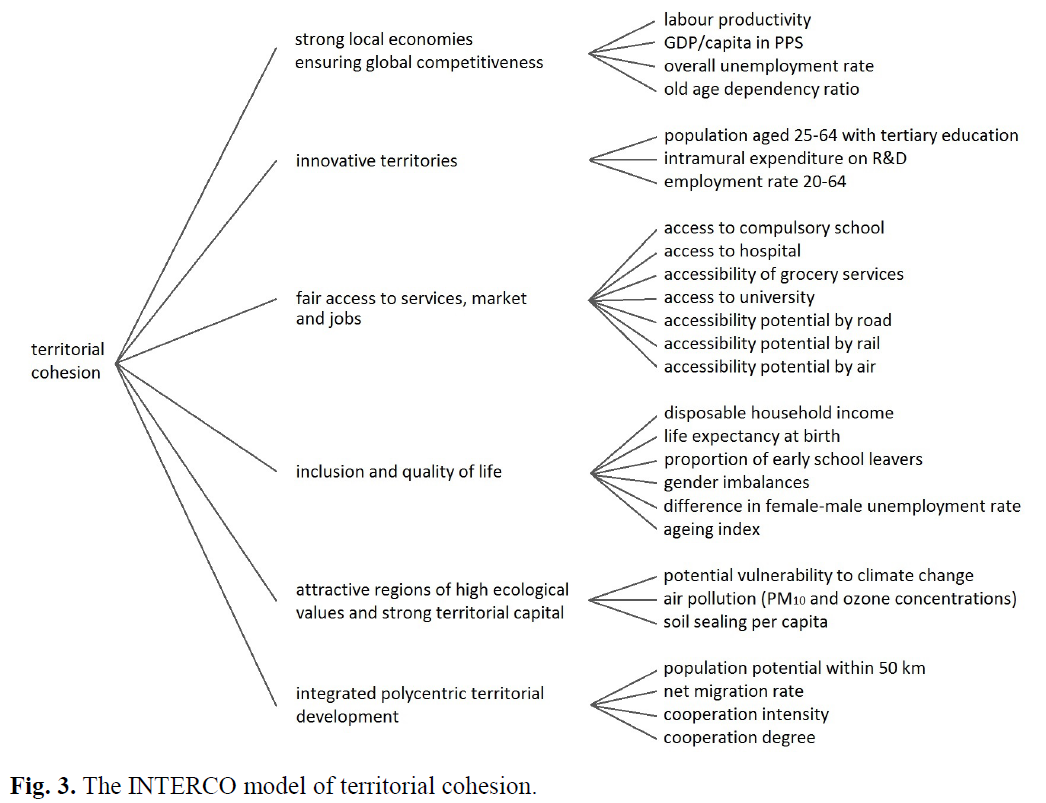 territorial
cohesion
strong local economies
ensuring global competitiveness
labour productivity
GDP/capita in PPS
overall unemployment rate
old age dependency ratio
innovative territories
population aged 25-64 with tertiary education
intramural expenditure on R&D
employment rate 20-64
fair access to services, market
and jobs
access to compulsory school
access to hospital
accessibility of grocery services
access to university
accessibility potential by road
accessibility potential by rail
accessibility potential by air
inclusion and quality of life
disposable household income
life expectancy at birth
proportion of early school leavers
gender imbalances
difference in female-male unemployment rate
ageing index
attractive regions of high ecological
values and strong territorial capital
potential vulnerability to climate change
air pollution (PM₁₀ and ozone concentrations)
soil sealing per capita
integrated polycentric territorial
development
population potential within 50 km
net migration rate
cooperation intensity
cooperation degree
Fig. 3. The INTERCO model of territorial cohesion.